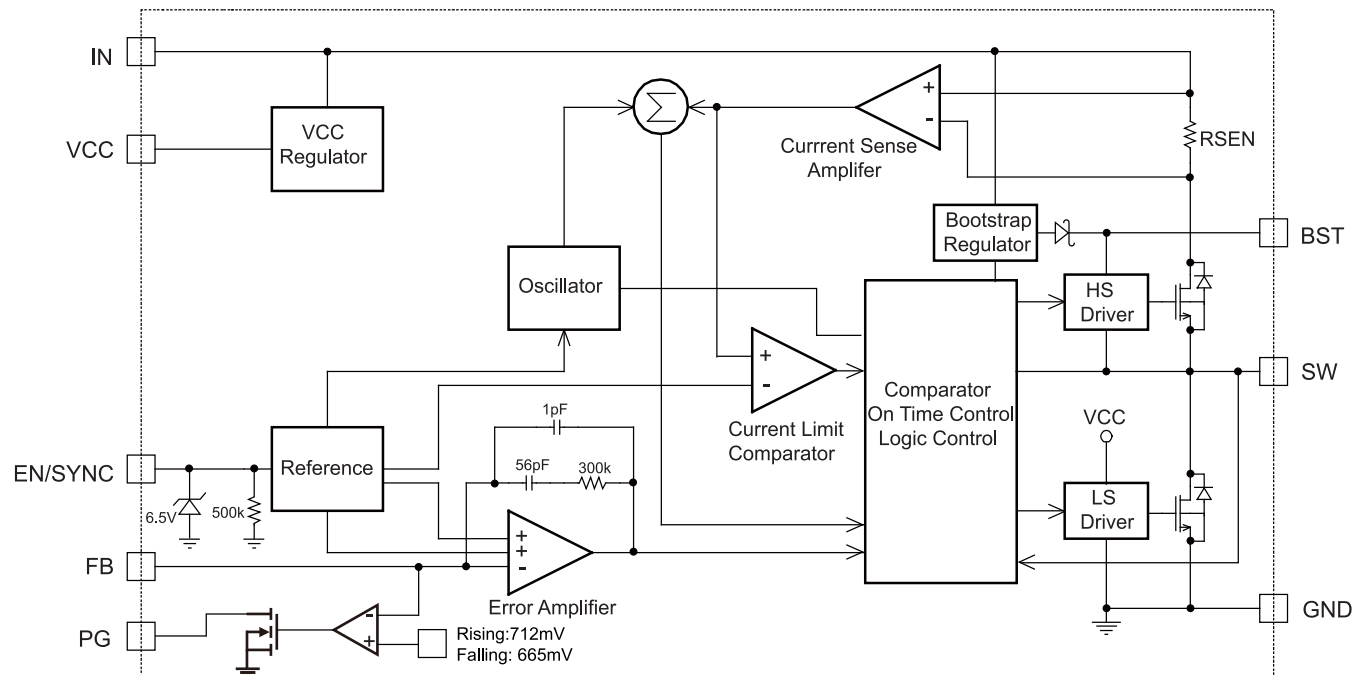 IN
VCC
VCC
Regulator
Σ
+
-
Currrent Sense
Amplifer
RSEN
Bootstrap
Regulator
BST
Oscillator
HS
Driver
+
-
Current Limit
Comparator
Comparator
On Time Control
Logic Control
SW
VCC
1pF
56pF
300k
EN/SYNC
Reference
6.5V
500k
LS
Driver
+
+
-
Error Amplifier
FB
PG
-
+
Rising:712mV
Falling: 665mV
GND